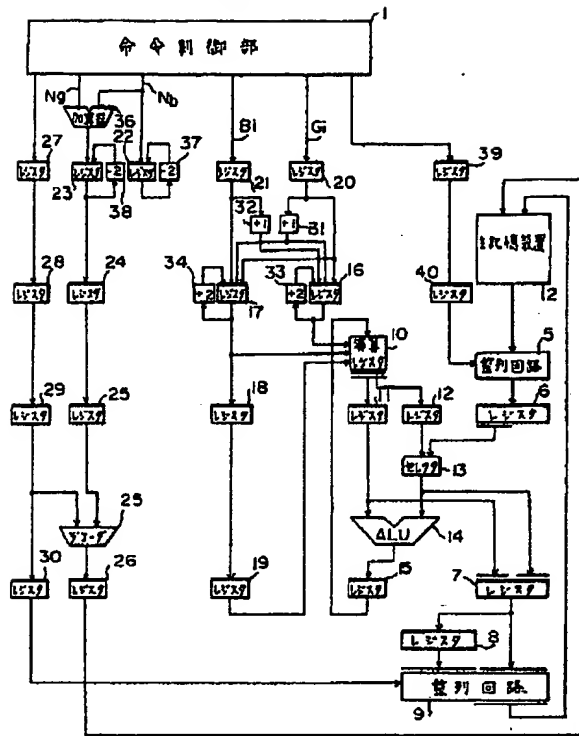 1
命令制御部
Ng
Nb
Bi
Gi
加算器
36
22
37
27
レジスタ
23
レジスタ
-2
38
レジスタ
-2
21
レジスタ
20
レジスタ
39
レジスタ
32
+1
+1
31
主記憶装置
12
28
レジスタ
24
レジスタ
34
+2
レジスタ
17
33
+2
レジスタ
16
40
レジスタ
10
演算レジスタ
5
整列回路
29
レジスタ
25
レジスタ
18
レジスタ
レジスタ
11
12
レジスタ
6
レジスタ
セレクタ
13
デコーダ
25
ALU
14
30
レジスタ
26
レジスタ
19
レジスタ
レジスタ
15
7
レジスタ
レジスタ
8
整列回路
9